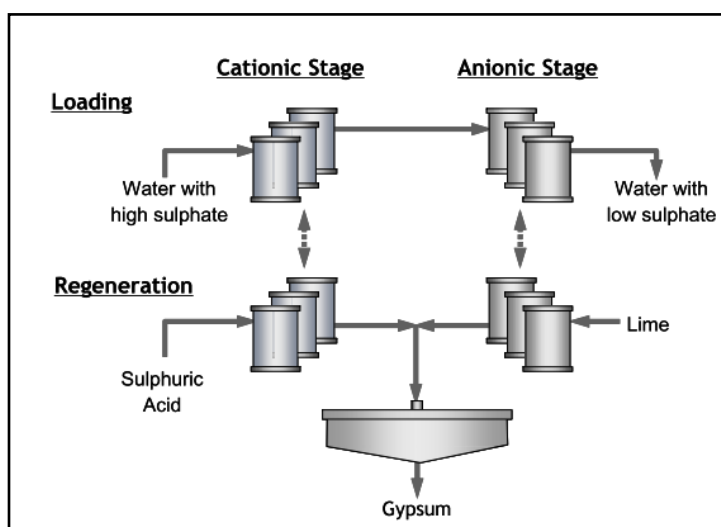 Cationic Stage
Anionic Stage
Loading
Water with
high sulphate
Water with
low sulphate
Regeneration
Sulphuric
Acid
Lime
Gypsum